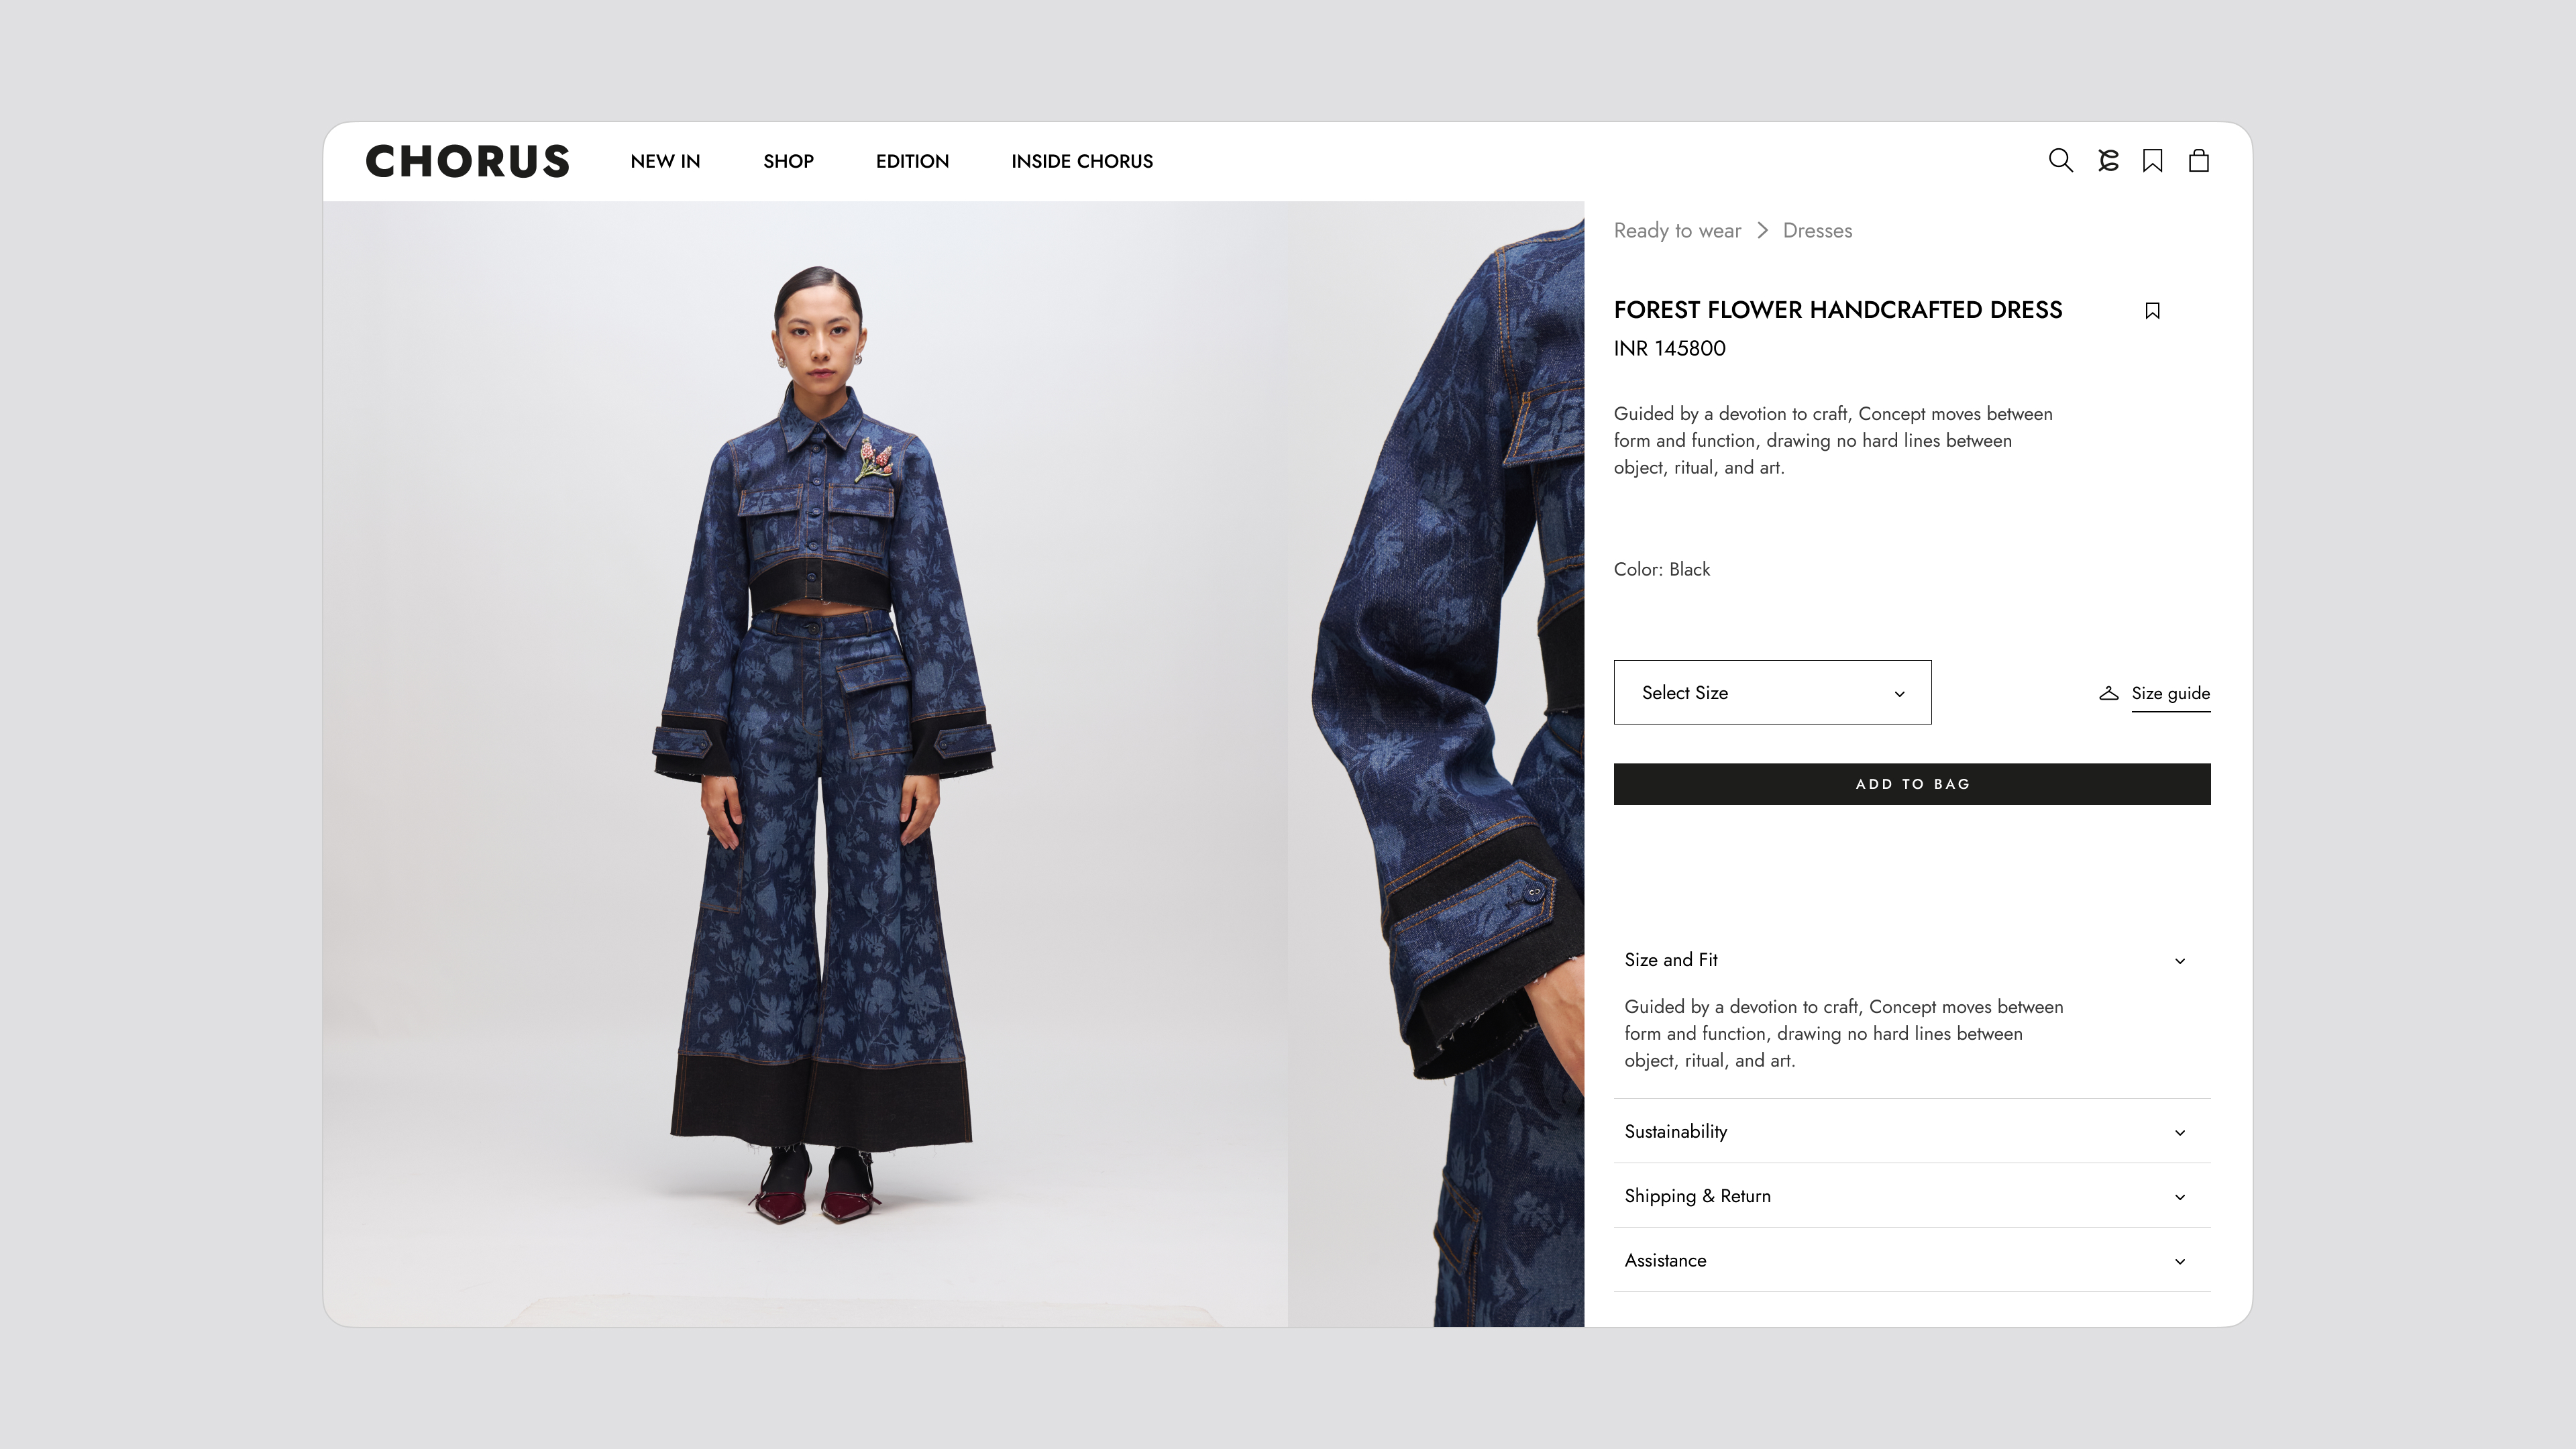 CHORUS
NEW IN
SHOP
EDITION
INSIDE CHORUS
Ready to wear
Dresses
FOREST FLOWER HANDCRAFTED DRESS
INR 145800
Guided by a devotion to craft, Concept moves between
form and function, drawing no hard lines between
object, ritual, and art.
Color: Black
Select Size
Size guide
ADD TO BAG
Size and Fit
Guided by a devotion to craft, Concept moves between
form and function, drawing no hard lines between
object, ritual, and art.
Sustainability
Shipping & Return
Assistance